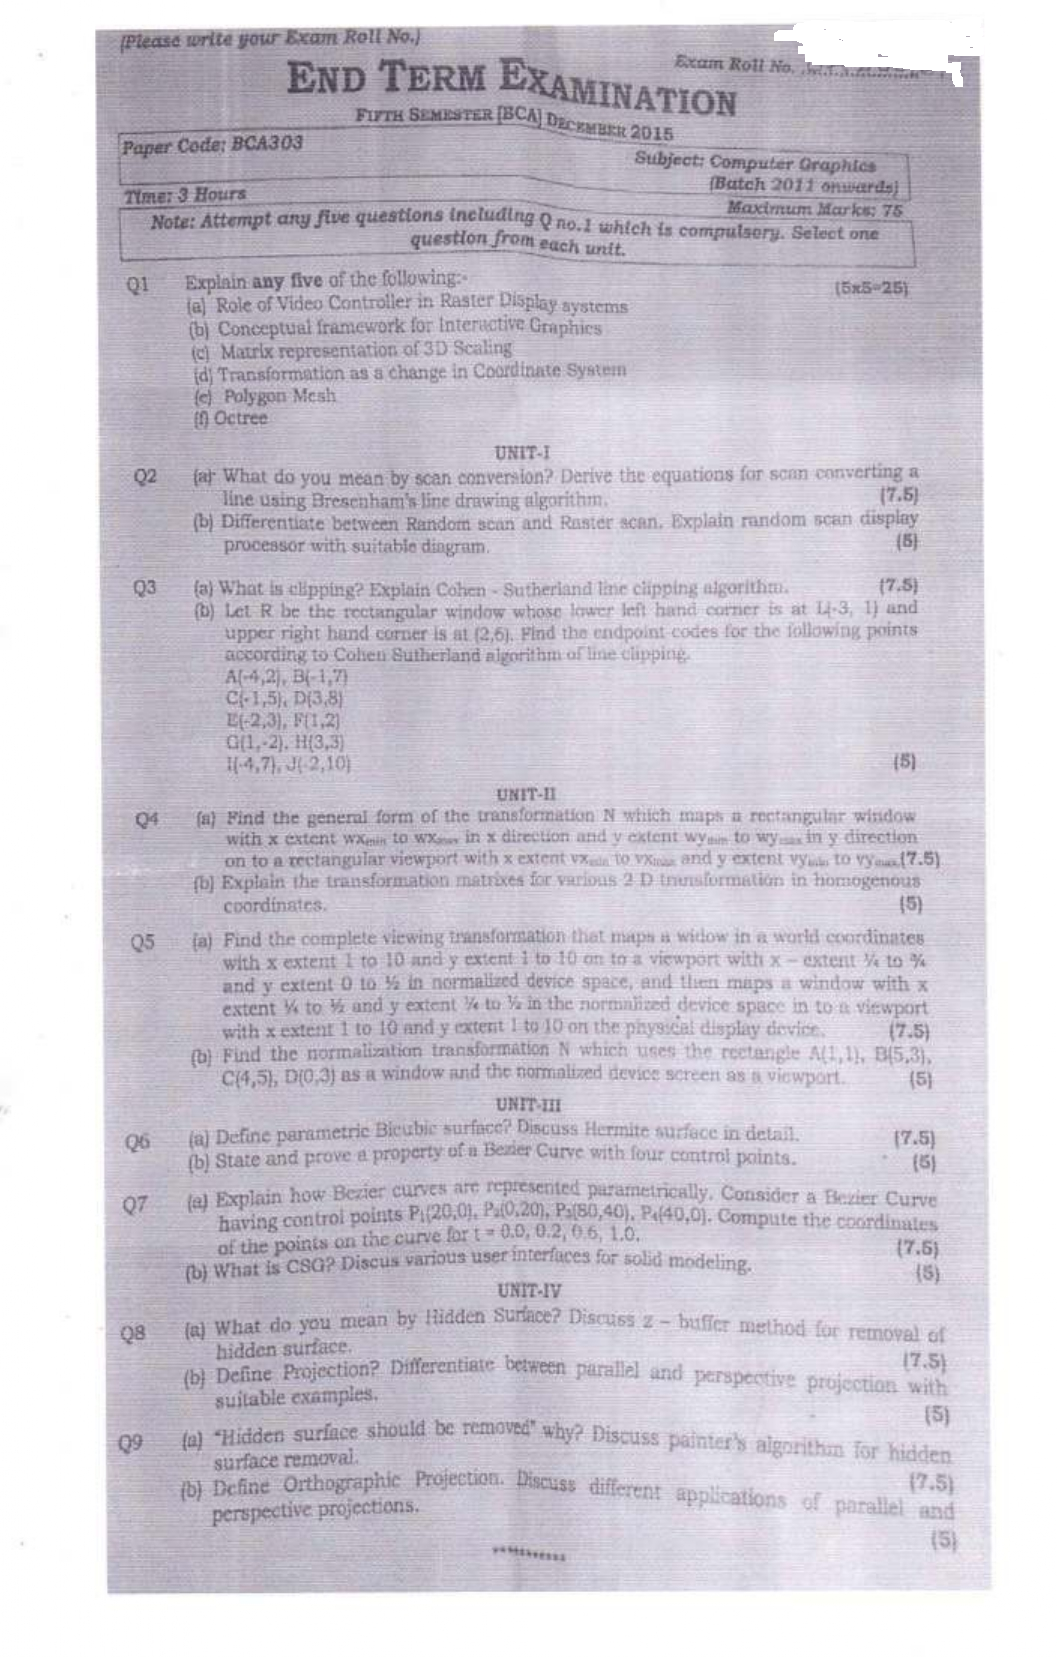 (Please write your Exam Roll No.)
Exam Roll No.
END TERM EXAMINATION
FIFTH SEMESTER [BCA] DECEMBER 2015
Paper Code: BCA303
Subject: Computer Graphics
(Batch 2011 onwards)
Time: 3 Hours
Maximum Marks: 75
Note: Attempt any five questions including Q no.1 which is compulsory. Select one
question from each unit.
Q1 Explain any five of the following:- (5x5=25)
(a) Role of Video Controller in Raster Display systems
(b) Conceptual framework for Interactive Graphics
(c) Matrix representation of 3D Scaling
(d) Transformation as a change in Coordinate System
(e) Polygon Mesh
(f) Octree
UNIT-I
Q2 (a) What do you mean by scan conversion? Derive the equations for scan converting a
line using Bresenham's line drawing algorithm. (7.5)
(b) Differentiate between Random scan and Raster scan. Explain random scan display
processor with suitable diagram. (5)
Q3 (a) What is clipping? Explain Cohen - Sutherland line clipping algorithm. (7.5)
(b) Let R be the rectangular window whose lower left hand corner is at L(-3, 1) and
upper right hand corner is at (2,6). Find the endpoint codes for the following points
according to Cohen Sutherland algorithm of line clipping.
A(-4,2), B(-1,7)
C(-1,5), D(3,8)
E(-2,3), F(1,2)
G(1,-2), H(3,3)
I(-4,7), J(-2,10) (5)
UNIT-II
Q4 (a) Find the general form of the transformation N which maps a rectangular window
with x extent wxmin to wxmax in x direction and y extent wymin to wymax in y direction
on to a rectangular viewport with x extent vxmin to vxmax and y extent vymin to vymax.(7.5)
(b) Explain the transformation matrixes for various 2 D transformation in homogenous
coordinates. (5)
Q5 (a) Find the complete viewing transformation that maps a widow in a world coordinates
with x extent 1 to 10 and y extent 1 to 10 on to a viewport with x – extent ¼ to ¾
and y extent 0 to ½ in normalized device space, and then maps a window with x
extent ¼ to ½ and y extent ¼ to ½ in the normalized device space in to a viewport
with x extent 1 to 10 and y extent 1 to 10 on the physical display device. (7.5)
(b) Find the normalization transformation N which uses the rectangle A(1,1), B(5,3),
C(4,5), D(0,3) as a window and the normalized device screen as a viewport. (5)
UNIT-III
Q6 (a) Define parametric Bicubic surface? Discuss Hermite surface in detail. (7.5)
(b) State and prove a property of a Bezier Curve with four control points. (5)
Q7 (a) Explain how Bezier curves are represented parametrically. Consider a Bezier Curve
having control points P₁(20,0), P₂(0,20), P₃(80,40), P₄(40,0). Compute the coordinates
of the points on the curve for t = 0.0, 0.2, 0.6, 1.0. (7.5)
(b) What is CSG? Discus various user interfaces for solid modeling. (5)
UNIT-IV
Q8 (a) What do you mean by Hidden Surface? Discuss z – buffer method for removal of
hidden surface. (7.5)
(b) Define Projection? Differentiate between parallel and perspective projection with
suitable examples. (5)
Q9 (a) "Hidden surface should be removed" why? Discuss painter's algorithm for hidden
surface removal. (7.5)
(b) Define Orthographic Projection. Discuss different applications of parallel and
perspective projections. (5)
***********